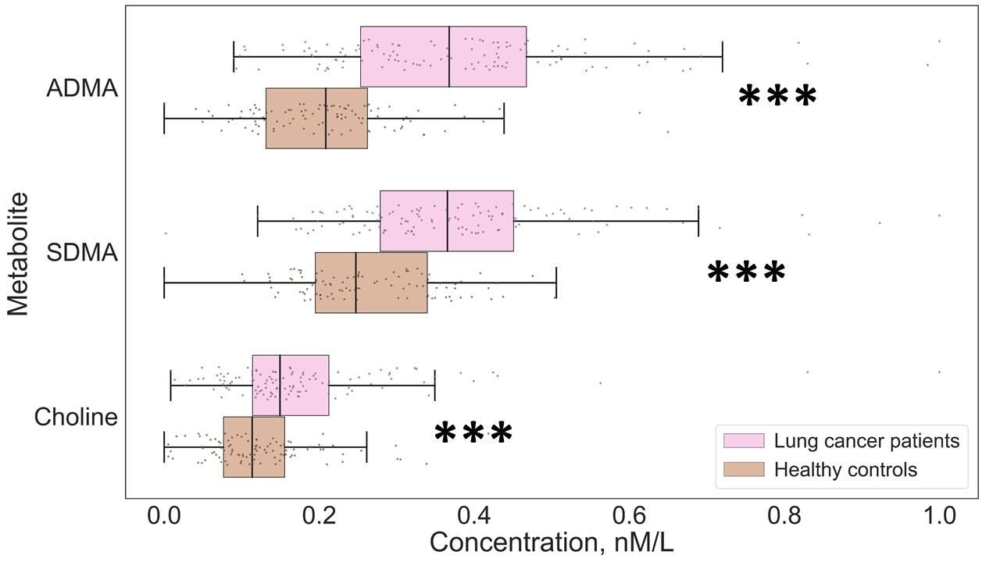 ADMA
***
Metabolite
SDMA
***
Choline
***
Lung cancer patients
Healthy controls
0.0 0.2 0.4 0.6 0.8 1.0
Concentration, nM/L